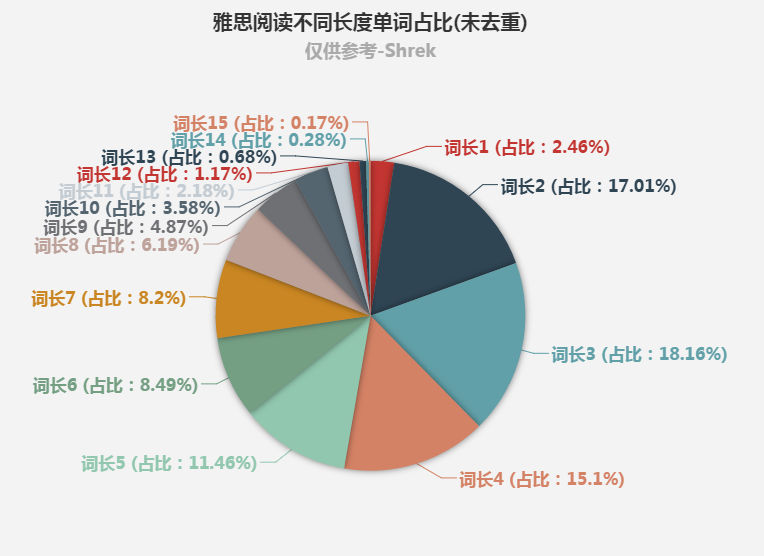 雅思阅读不同长度单词占比(未去重)
仅供参考-Shrek
词长15 (占比：0.17%)
词长14 (占比：0.28%)
词长13 (占比：0.68%)
词长12 (占比：1.17%)
词长11 (占比：2.18%)
词长10 (占比：3.58%)
词长9 (占比：4.87%)
词长8 (占比：6.19%)
词长7 (占比：8.2%)
词长6 (占比：8.49%)
词长5 (占比：11.46%)
词长1 (占比：2.46%)
词长2 (占比：17.01%)
词长3 (占比：18.16%)
词长4 (占比：15.1%)